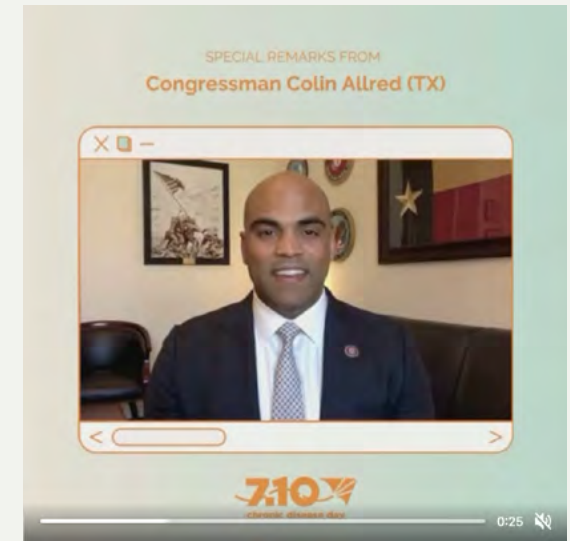 SPECIAL REMARKS FROM
Congressman Colin Allred (TX)
7.10
chronic disease day
0:25